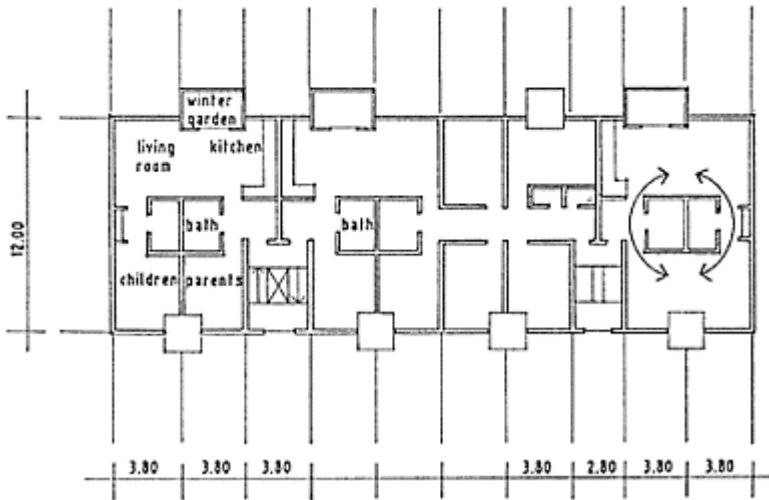 winter
garden
living
room
kitchen
bath
bath
children
parents
12.00
3.80
3.80
3.80
3.80
2.80
3.80
3.80